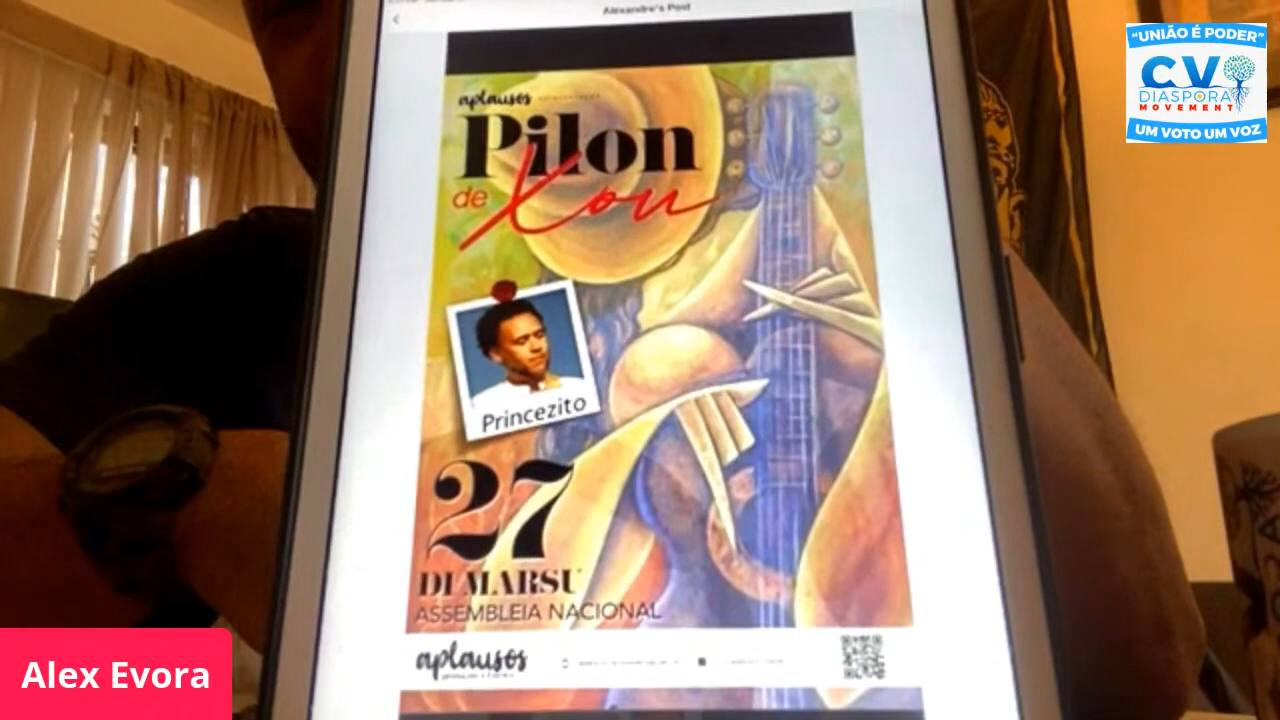 Alexandre's Post
"UNIÃO É PODER"
CV
DIASPORA
MOVEMENT
UM VOTO UM VOZ
aplausos
Pilon
de Xou
Princezito
27
DI MARSU
ASSEMBLEIA NACIONAL
aplausos
Alex Evora